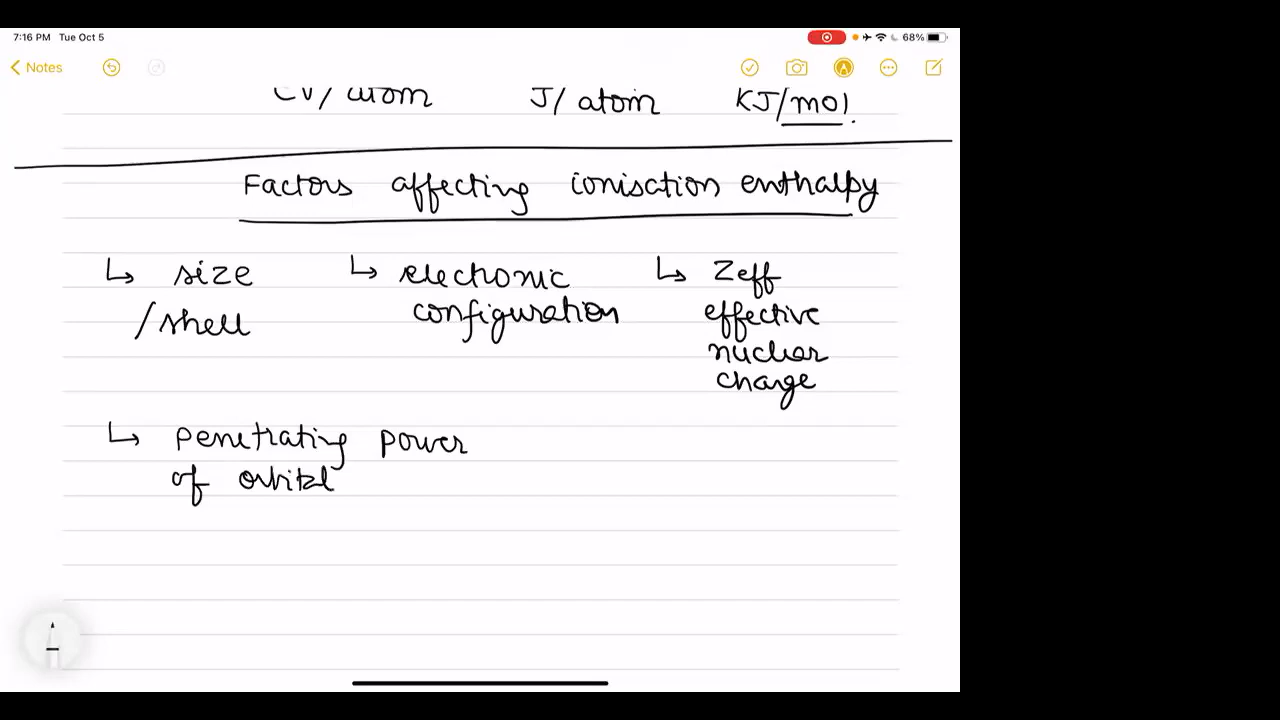 7:16 PM Tue Oct 5
68%
Notes
J/atom KJ/mol.
Factors affecting ionisation enthalpy
↳ size ↳ electronic ↳ Zeff
/shell configuration effective
nuclear
charge
↳ penetrating power
of orbital